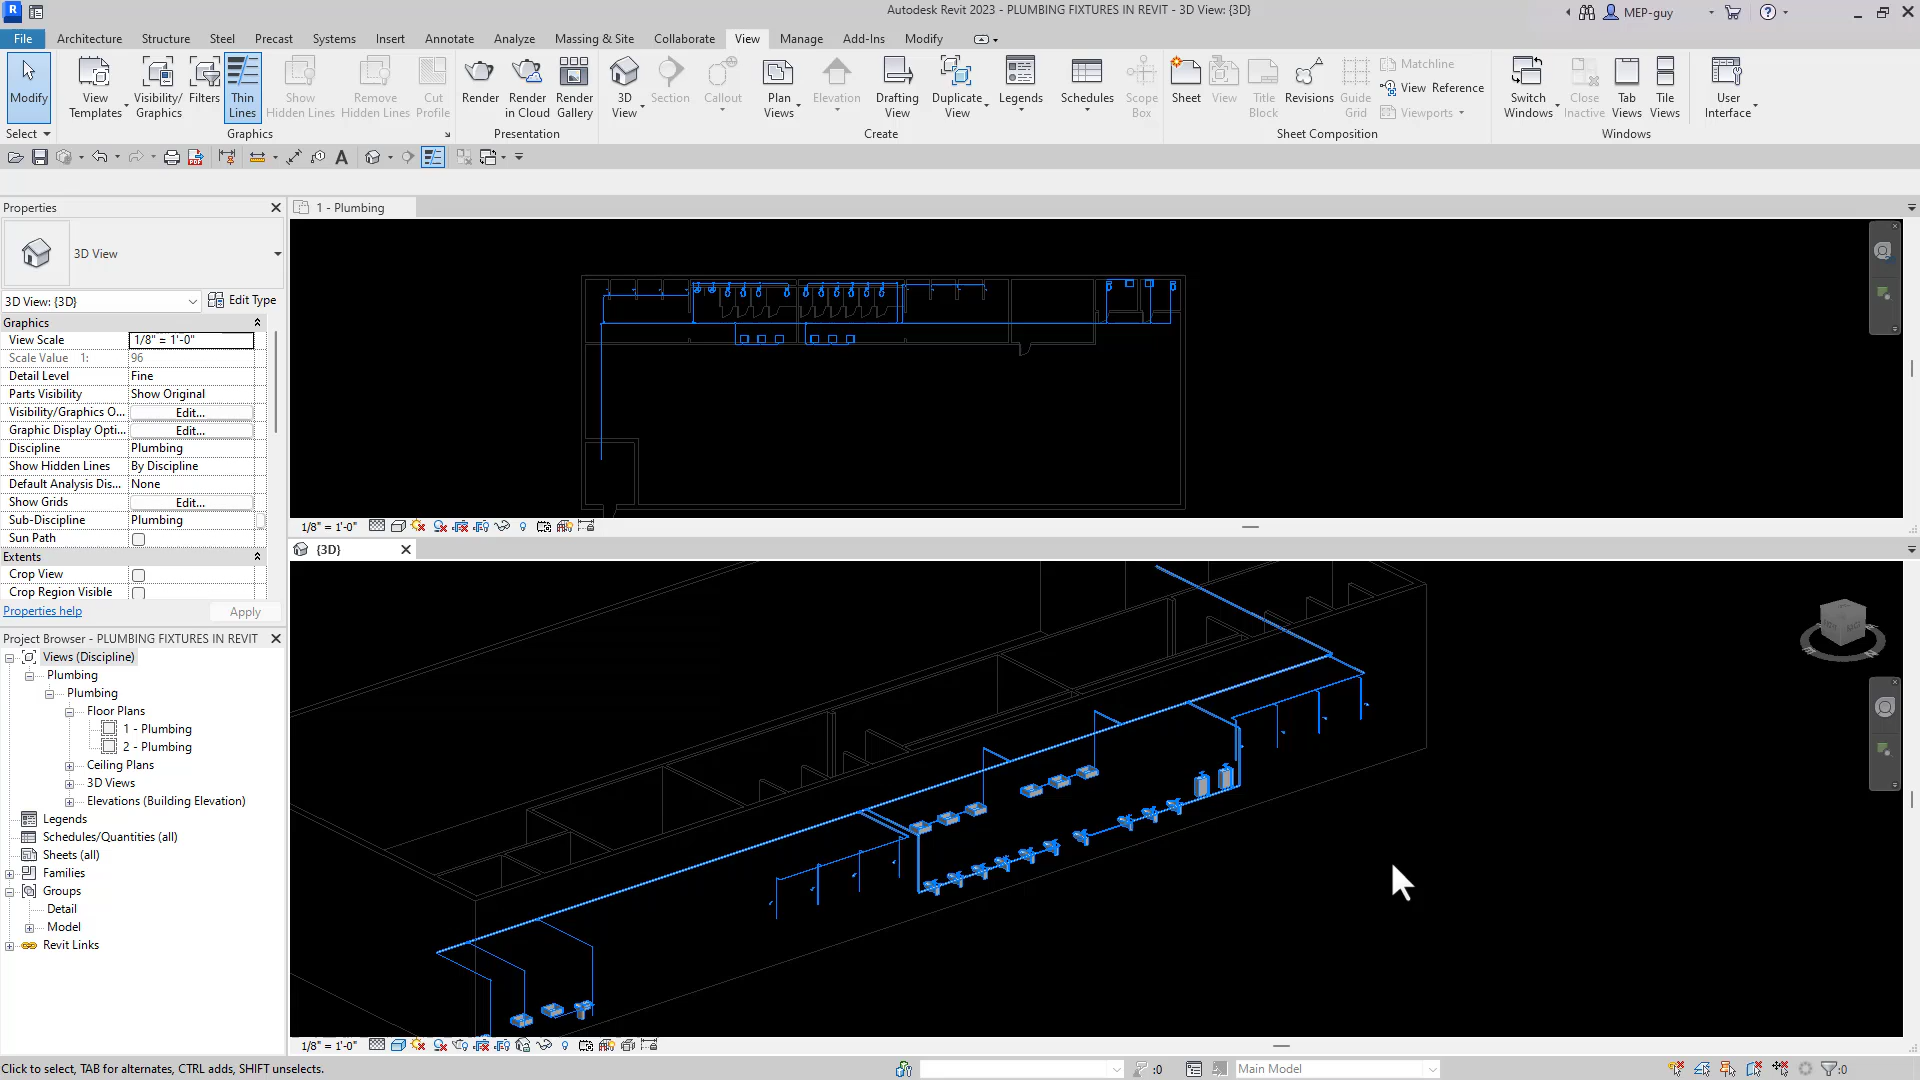 Autodesk Revit 2023 - PLUMBING FIXTURES IN REVIT - 3D View: {3D}
MEP-guy
File Architecture Structure Steel Precast Systems Insert Annotate Analyze Massing & Site Collaborate View Manage Add-Ins Modify
Modify
View Templates
Visibility/ Graphics
Filters
Thin Lines
Show Hidden Lines
Remove Hidden Lines
Cut Profile
Render
Render in Cloud
Render Gallery
3D View
Section
Callout
Plan Views
Elevation
Drafting View
Duplicate View
Legends
Schedules
Scope Box
Sheet
View
Title Block
Revisions
Guide Grid
Matchline
View Reference
Viewports
Switch Windows
Close Inactive
Tab Views
Tile Views
User Interface
Select
Graphics
Presentation
Create
Sheet Composition
Windows
Properties
1 - Plumbing
3D View
3D View: {3D}
Edit Type
Graphics
View Scale 1/8" = 1'-0"
Scale Value 1: 96
Detail Level Fine
Parts Visibility Show Original
Visibility/Graphics O... Edit...
Graphic Display Opti... Edit...
Discipline Plumbing
Show Hidden Lines By Discipline
Default Analysis Dis... None
Show Grids Edit...
Sub-Discipline Plumbing
Sun Path
Extents
Crop View
Crop Region Visible
Properties help
Apply
1/8" = 1'-0"
{3D}
Project Browser - PLUMBING FIXTURES IN REVIT
Views (Discipline)
Plumbing
Plumbing
Floor Plans
1 - Plumbing
2 - Plumbing
Ceiling Plans
3D Views
Elevations (Building Elevation)
Legends
Schedules/Quantities (all)
Sheets (all)
Families
Groups
Detail
Model
Revit Links
1/8" = 1'-0"
Click to select, TAB for alternates, CTRL adds, SHIFT unselects.
:0
Main Model
:0